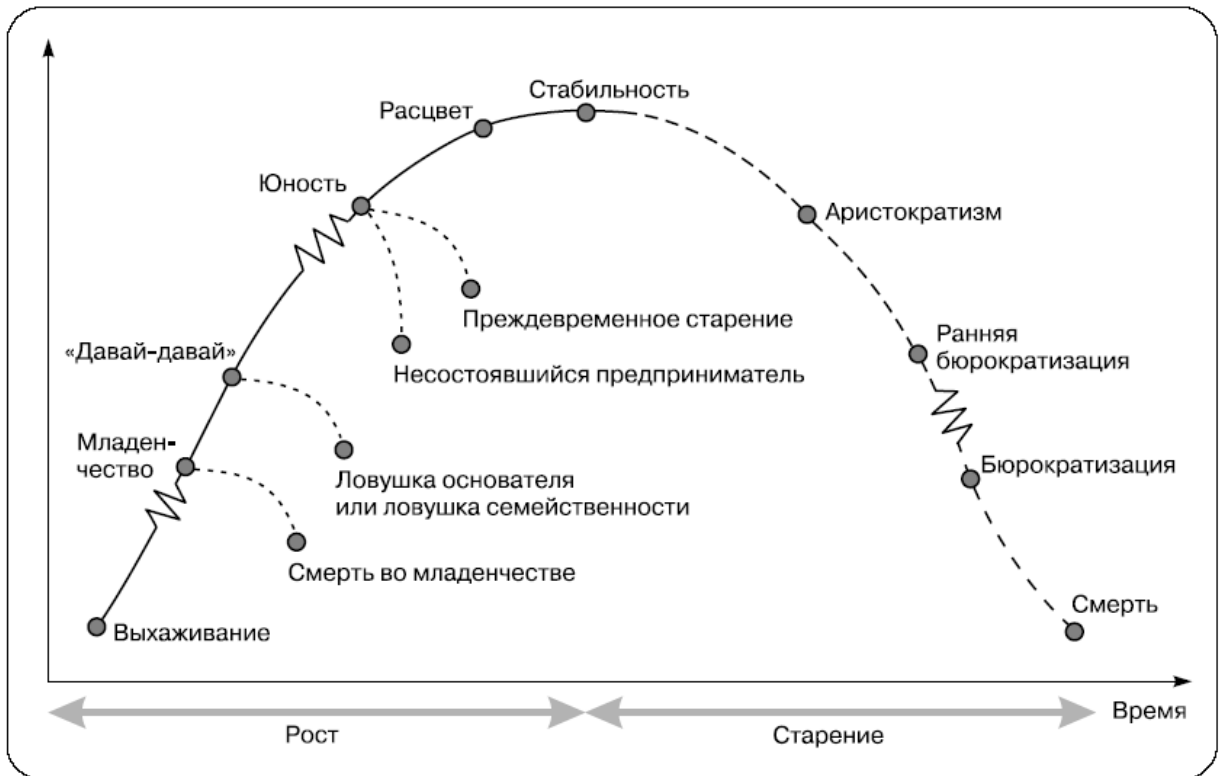 Стабильность
Расцвет
Юность
Аристократизм
Преждевременное старение
Ранняя
бюрократизация
«Давай-давай»
Несостоявшийся предприниматель
Младен-
чество
Ловушка основателя
или ловушка семейственности
Бюрократизация
Смерть во младенчестве
Смерть
Выхаживание
Время
Рост
Старение